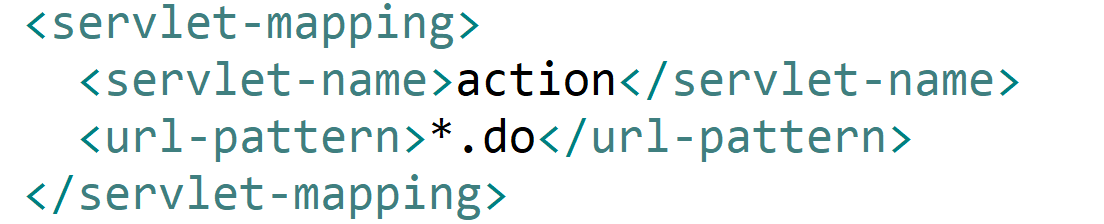 <servlet-mapping>
  <servlet-name>action</servlet-name>
  <url-pattern>*.do</url-pattern>
</servlet-mapping>